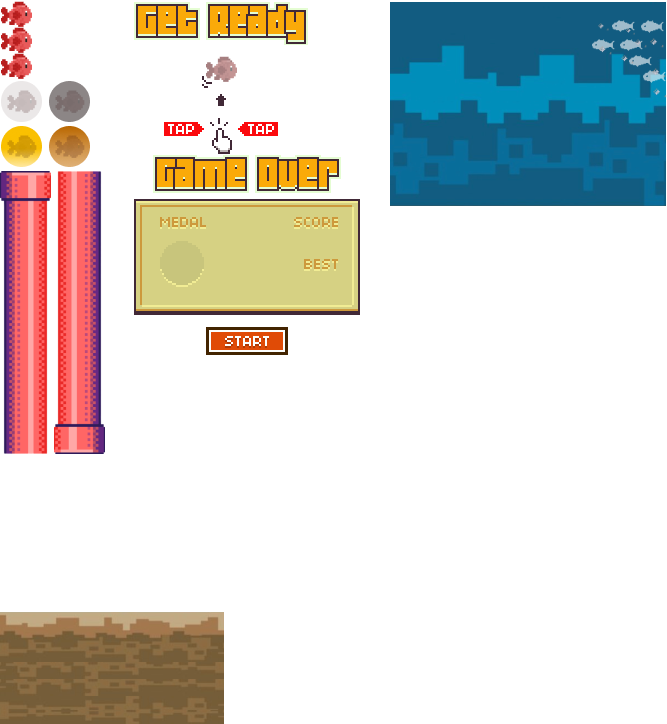 Get Ready
TAP TAP
Game Over
MEDAL SCORE
BEST
START